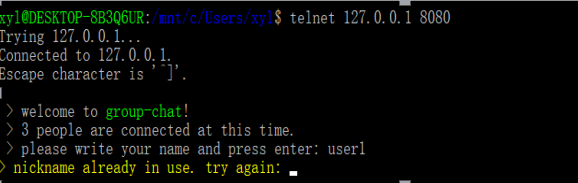 xyl@DESKTOP-SB3Q6UR:/mnt/c/Users/xyl$ telnet 127.0.0.1 8080
Trying 127.0.0.1...
Connected to 127.0.0.1.
Escape character is '^]'.
> welcome to group-chat!
> 3 people are connected at this time.
> please write your name and press enter: user1
> nickname already in use. try again: